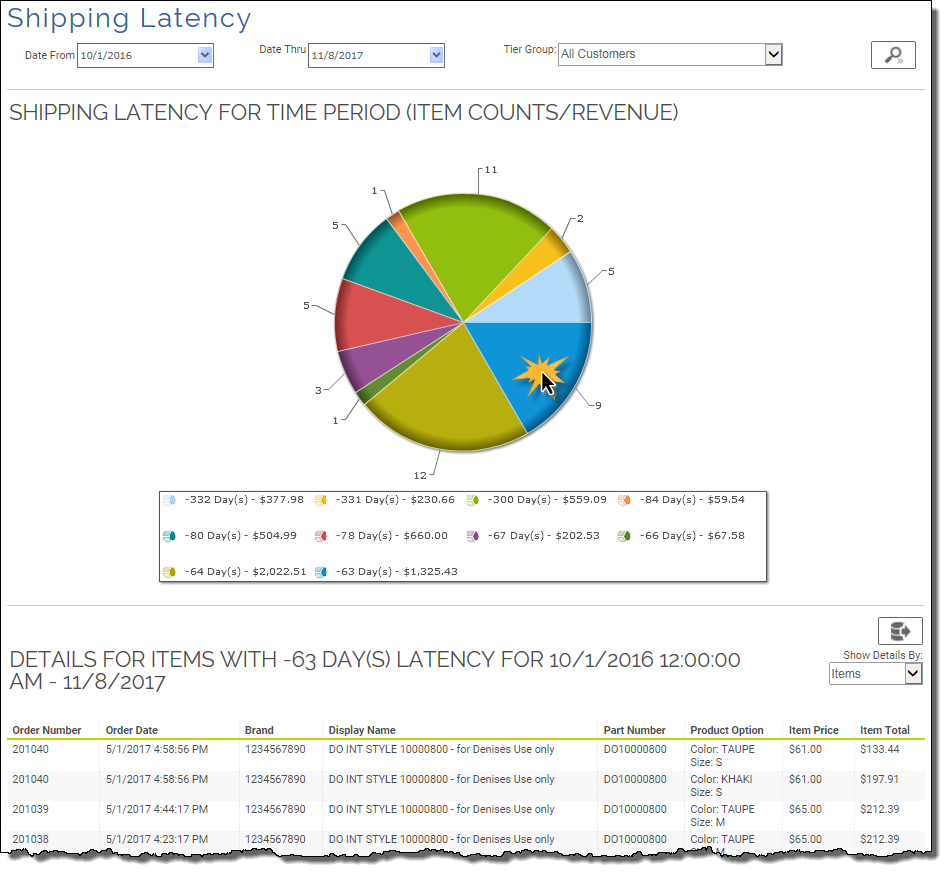 Shipping Latency
Date From 10/1/2016 Date Thru 11/8/2017 Tier Group: All Customers
SHIPPING LATENCY FOR TIME PERIOD (ITEM COUNTS/REVENUE)
11
1
2
5
5
5
3
9
1
12
-332 Day(s) - $377.98 -331 Day(s) - $230.66 -300 Day(s) - $559.09 -84 Day(s) - $59.54
-80 Day(s) - $504.99 -78 Day(s) - $660.00 -67 Day(s) - $202.53 -66 Day(s) - $67.58
-64 Day(s) - $2,022.51 -63 Day(s) - $1,325.43
DETAILS FOR ITEMS WITH -63 DAY(S) LATENCY FOR 10/1/2016 12:00:00
AM - 11/8/2017
Show Details By:
Items
Order Number Order Date Brand Display Name Part Number Product Option Item Price Item Total
201040 5/1/2017 4:58:56 PM 1234567890 DO INT STYLE 10000800 - for Denises Use only DO10000800 Color: TAUPE $61.00 $133.44
Size: S
201040 5/1/2017 4:58:56 PM 1234567890 DO INT STYLE 10000800 - for Denises Use only DO10000800 Color: KHAKI $61.00 $197.91
Size: S
201039 5/1/2017 4:44:17 PM 1234567890 DO INT STYLE 10000800 - for Denises Use only DO10000800 Color: TAUPE $65.00 $212.39
Size: M
201038 5/1/2017 4:23:17 PM 1234567890 DO INT STYLE 10000800 - for Denises Use only DO10000800 Color: TAUPE $65.00 $212.39